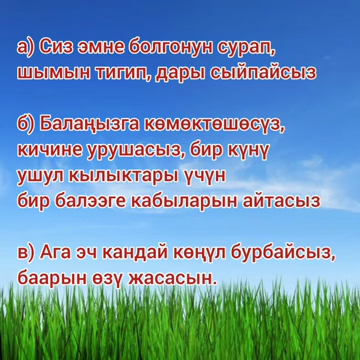 а) Сиз эмне болгонун сурап,
шымын тигип, дары сыйпайсыз
б) Балаңызга көмөктөшөсүз,
кичине урушасыз, бир күнү
ушул кылыктары үчүн
бир балээге кабыларын айтасыз
в) Ага эч кандай көңүл бурбайсыз,
баарын өзү жасасын.